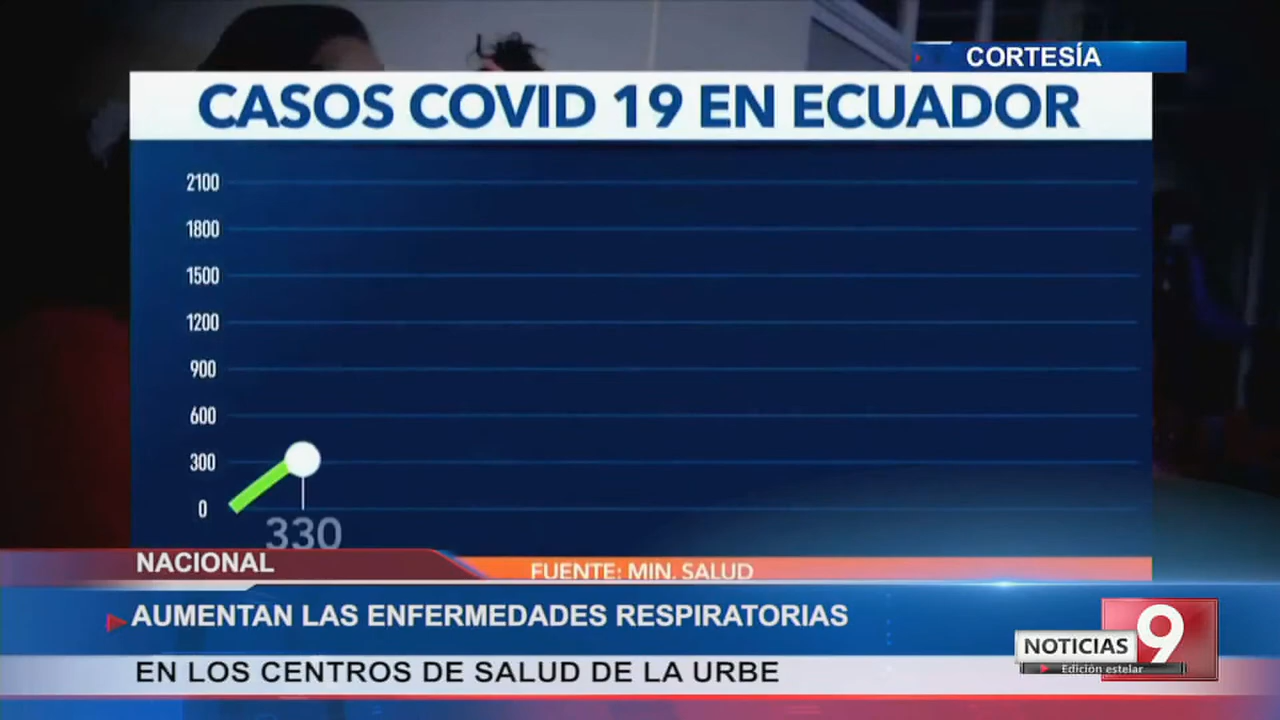 CORTESÍA
CASOS COVID 19 EN ECUADOR
2100
1800
1500
1200
900
600
300
0
330
NACIONAL
FUENTE: MIN. SALUD
AUMENTAN LAS ENFERMEDADES RESPIRATORIAS
EN LOS CENTROS DE SALUD DE LA URBE
NOTICIAS 9
Edición estelar